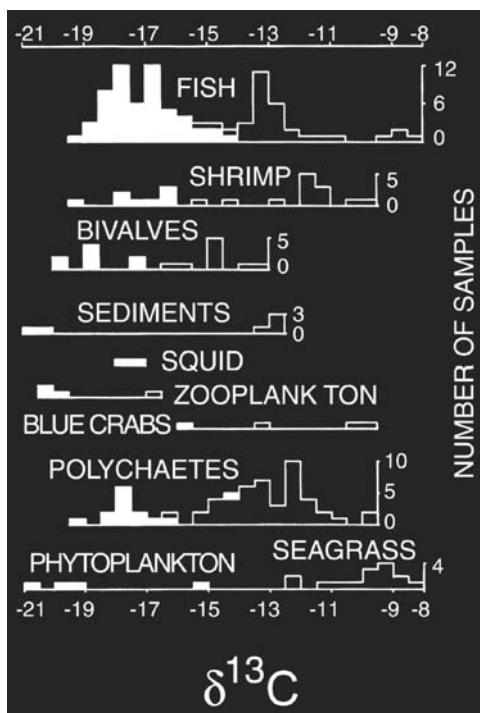 -21 -19 -17 -15 -13 -11 -9 -8
FISH
12
6
0
SHRIMP
5
0
BIVALVES
5
0
SEDIMENTS
3
0
SQUID
ZOOPLANK TON
BLUE CRABS
POLYCHAETES
10
5
0
PHYTOPLANKTON
SEAGRASS
4
-21 -19 -17 -15 -13 -11 -9 -8
NUMBER OF SAMPLES
δ13C